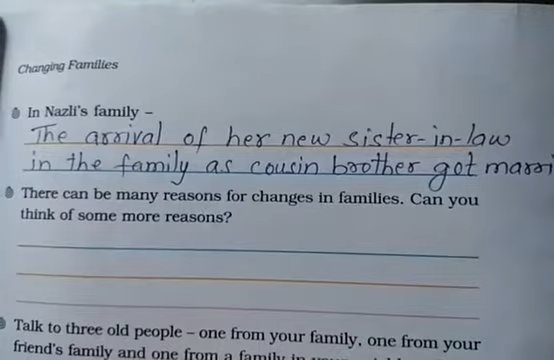 Changing Families
In Nazli's family –
The arrival of her new sister-in-law
in the family as cousin brother got marri
There can be many reasons for changes in families. Can you
think of some more reasons?
Talk to three old people – one from your family, one from your
friend's family and one from a family in